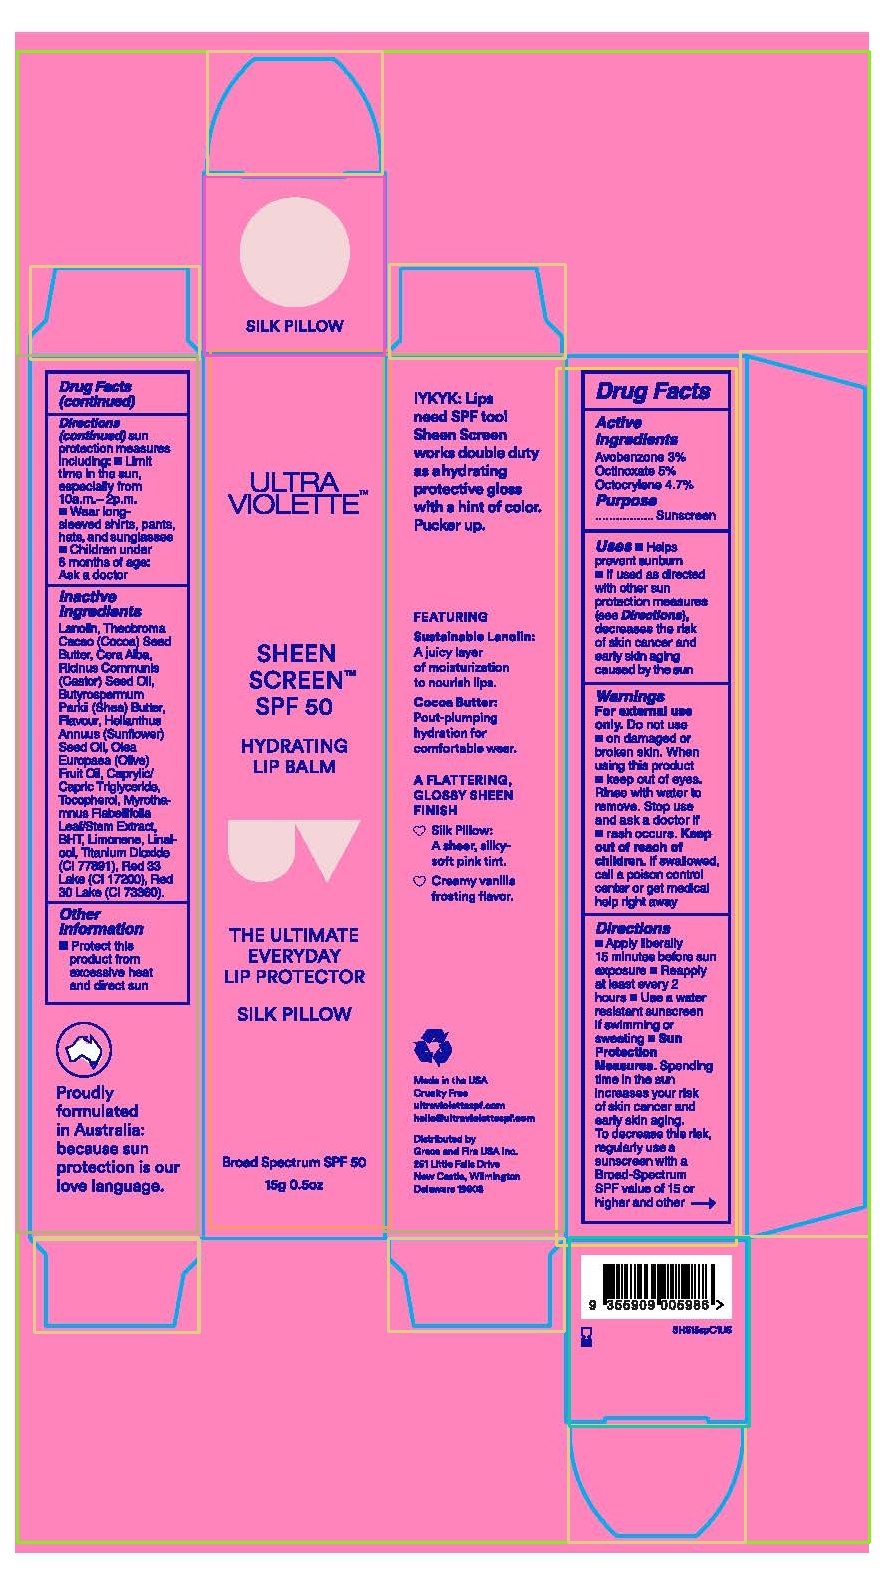 SILK PILLOW
Drug Facts
(continued)
Directions
(continued) sun
protection measures
including: ■ Limit
time in the sun,
especially from
10a.m.–2p.m.
■ Wear long-
sleeved shirts, pants,
hats, and sunglasses
■ Children under
6 months of age:
Ask a doctor
Inactive
Ingredients
Lanolin, Theobroma
Cacao (Cocoa) Seed
Butter, Cera Alba,
Ricinus Communis
(Castor) Seed Oil,
Butyrospermum
Parkii (Shea) Butter,
Flavour, Helianthus
Annuus (Sunflower)
Seed Oil, Olea
Europaea (Olive)
Fruit Oil, Caprylic/
Capric Triglyceride,
Tocopherol, Myrotha-
mnus Flabellifolia
Leaf/Stem Extract,
BHT, Limonene, Linal-
ool, Titanium Dioxide
(CI 77891), Red 33
Lake (CI 17200), Red
30 Lake (CI 73360).
Other
Information
■ Protect this
product from
excessive heat
and direct sun
Proudly
formulated
in Australia:
because sun
protection is our
love language.
ULTRA
VIOLETTE™
SHEEN
SCREEN™
SPF 50
HYDRATING
LIP BALM
THE ULTIMATE
EVERYDAY
LIP PROTECTOR
SILK PILLOW
Broad Spectrum SPF 50
15g 0.5oz
IYKYK: Lips
need SPF too!
Sheen Screen
works double duty
as a hydrating
protective gloss
with a hint of color.
Pucker up.
FEATURING
Sustainable Lanolin:
A juicy layer
of moisturization
to nourish lips.
Cocoa Butter:
Pout-plumping
hydration for
comfortable wear.
A FLATTERING,
GLOSSY SHEEN
FINISH
♡ Silk Pillow:
A sheer, silky-
soft pink tint.
♡ Creamy vanilla
frosting flavor.
Made in the USA
Cruelty Free
ultraviolettespf.com
hello@ultraviolettespf.com
Distributed by
Grace and Fire USA Inc.
251 Little Falls Drive
New Castle, Wilmington
Delaware 19808
Drug Facts
Active
Ingredients
Avobenzone 3%
Octinoxate 5%
Octocrylene 4.7%
Purpose
.................. Sunscreen
Uses ■ Helps
prevent sunburn
■ If used as directed
with other sun
protection measures
(see Directions),
decreases the risk
of skin cancer and
early skin aging
caused by the sun
Warnings
For external use
only. Do not use
■ on damaged or
broken skin. When
using this product
■ keep out of eyes.
Rinse with water to
remove. Stop use
and ask a doctor if
■ rash occurs. Keep
out of reach of
children. If swallowed,
call a poison control
center or get medical
help right away
Directions
■ Apply liberally
15 minutes before sun
exposure ■ Reapply
at least every 2
hours ■ Use a water
resistant sunscreen
if swimming or
sweating ■ Sun
Protection
Measures. Spending
time in the sun
increases your risk
of skin cancer and
early skin aging.
To decrease this risk,
regularly use a
sunscreen with a
Broad-Spectrum
SPF value of 15 or
higher and other →
9 355909 005986 >
SHS15spC1US